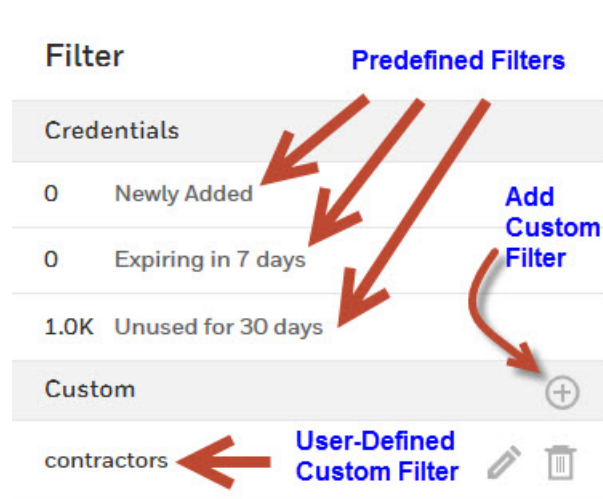 Filter
Predefined Filters
Credentials
0 Newly Added
Add
Custom
Filter
0 Expiring in 7 days
1.0K Unused for 30 days
Custom
contractors
User-Defined
Custom Filter